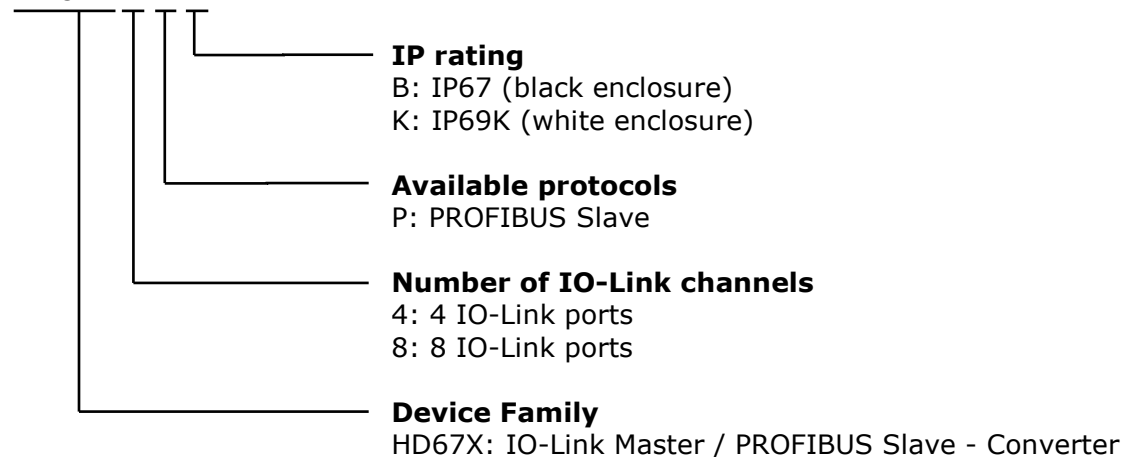 IP rating
B: IP67 (black enclosure)
K: IP69K (white enclosure)
Available protocols
P: PROFIBUS Slave
Number of IO-Link channels
4: 4 IO-Link ports
8: 8 IO-Link ports
Device Family
HD67X: IO-Link Master / PROFIBUS Slave - Converter